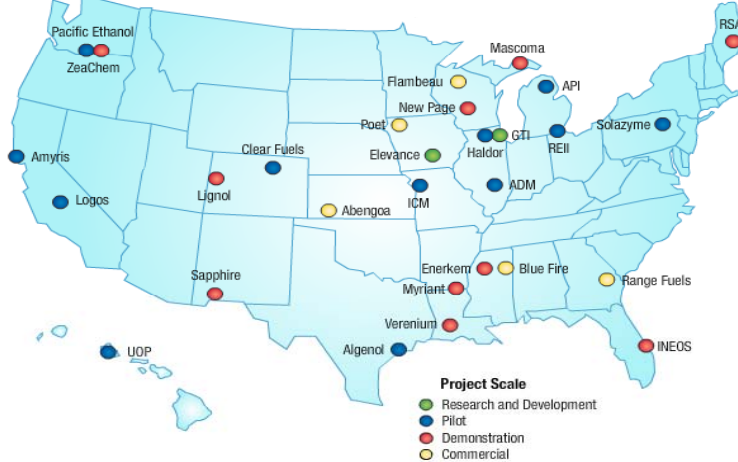 RSA
Pacific Ethanol
ZeaChem
Mascoma
Flambeau
API
New Page
Poet
GTI
Solazyme
Haldor
REII
Elevance
Amyris
Clear Fuels
Lignol
ICM
ADM
Logos
Abengoa
Sapphire
Enerkem
Blue Fire
Range Fuels
Myriant
Verenium
Algenol
INEOS
UOP
Project Scale
Research and Development
Pilot
Demonstration
Commercial